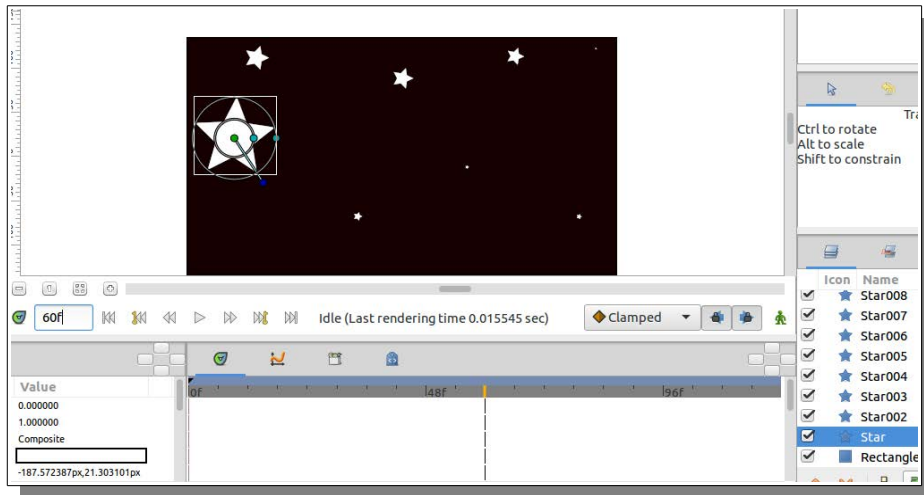 Tra
Ctrl to rotate
Alt to scale
Shift to constrain
Icon Name
Star008
Star007
Star006
Star005
Star004
Star003
Star002
Star
Rectangle
60f
Idle (Last rendering time 0.015545 sec)
Clamped
Value
0.000000
1.000000
Composite
-187.572387px,21.303101px
0f
48f
96f